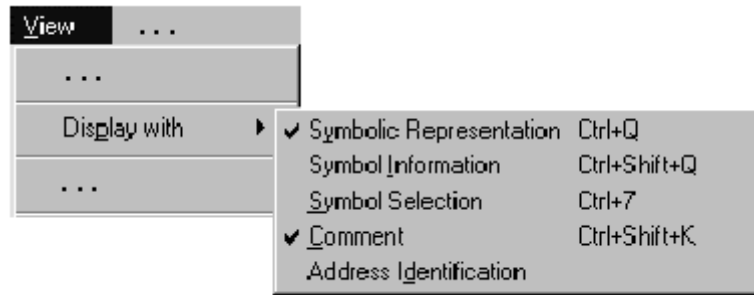 View ...
...
Display with
✔ Symbolic Representation Ctrl+Q
Symbol Information Ctrl+Shift+Q
Symbol Selection Ctrl+7
✔ Comment Ctrl+Shift+K
Address Identification
...